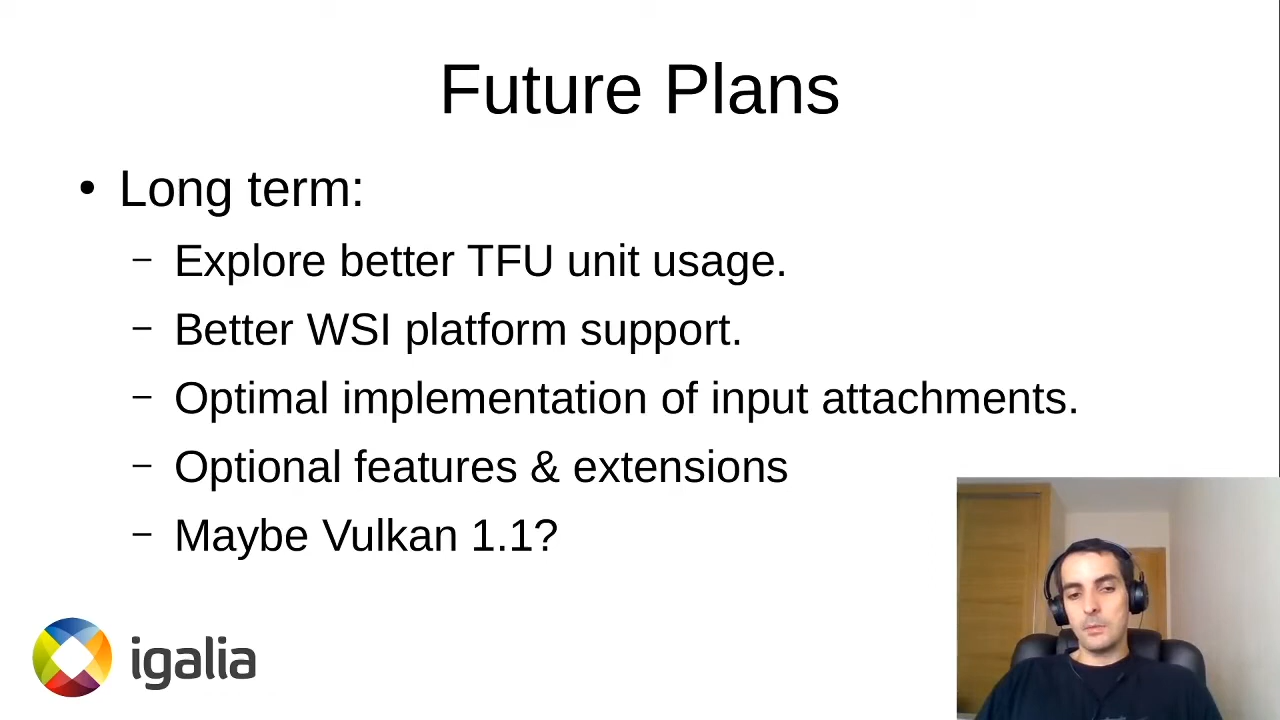 Future Plans
• Long term:
– Explore better TFU unit usage.
– Better WSI platform support.
– Optimal implementation of input attachments.
– Optional features & extensions
– Maybe Vulkan 1.1?
igalia